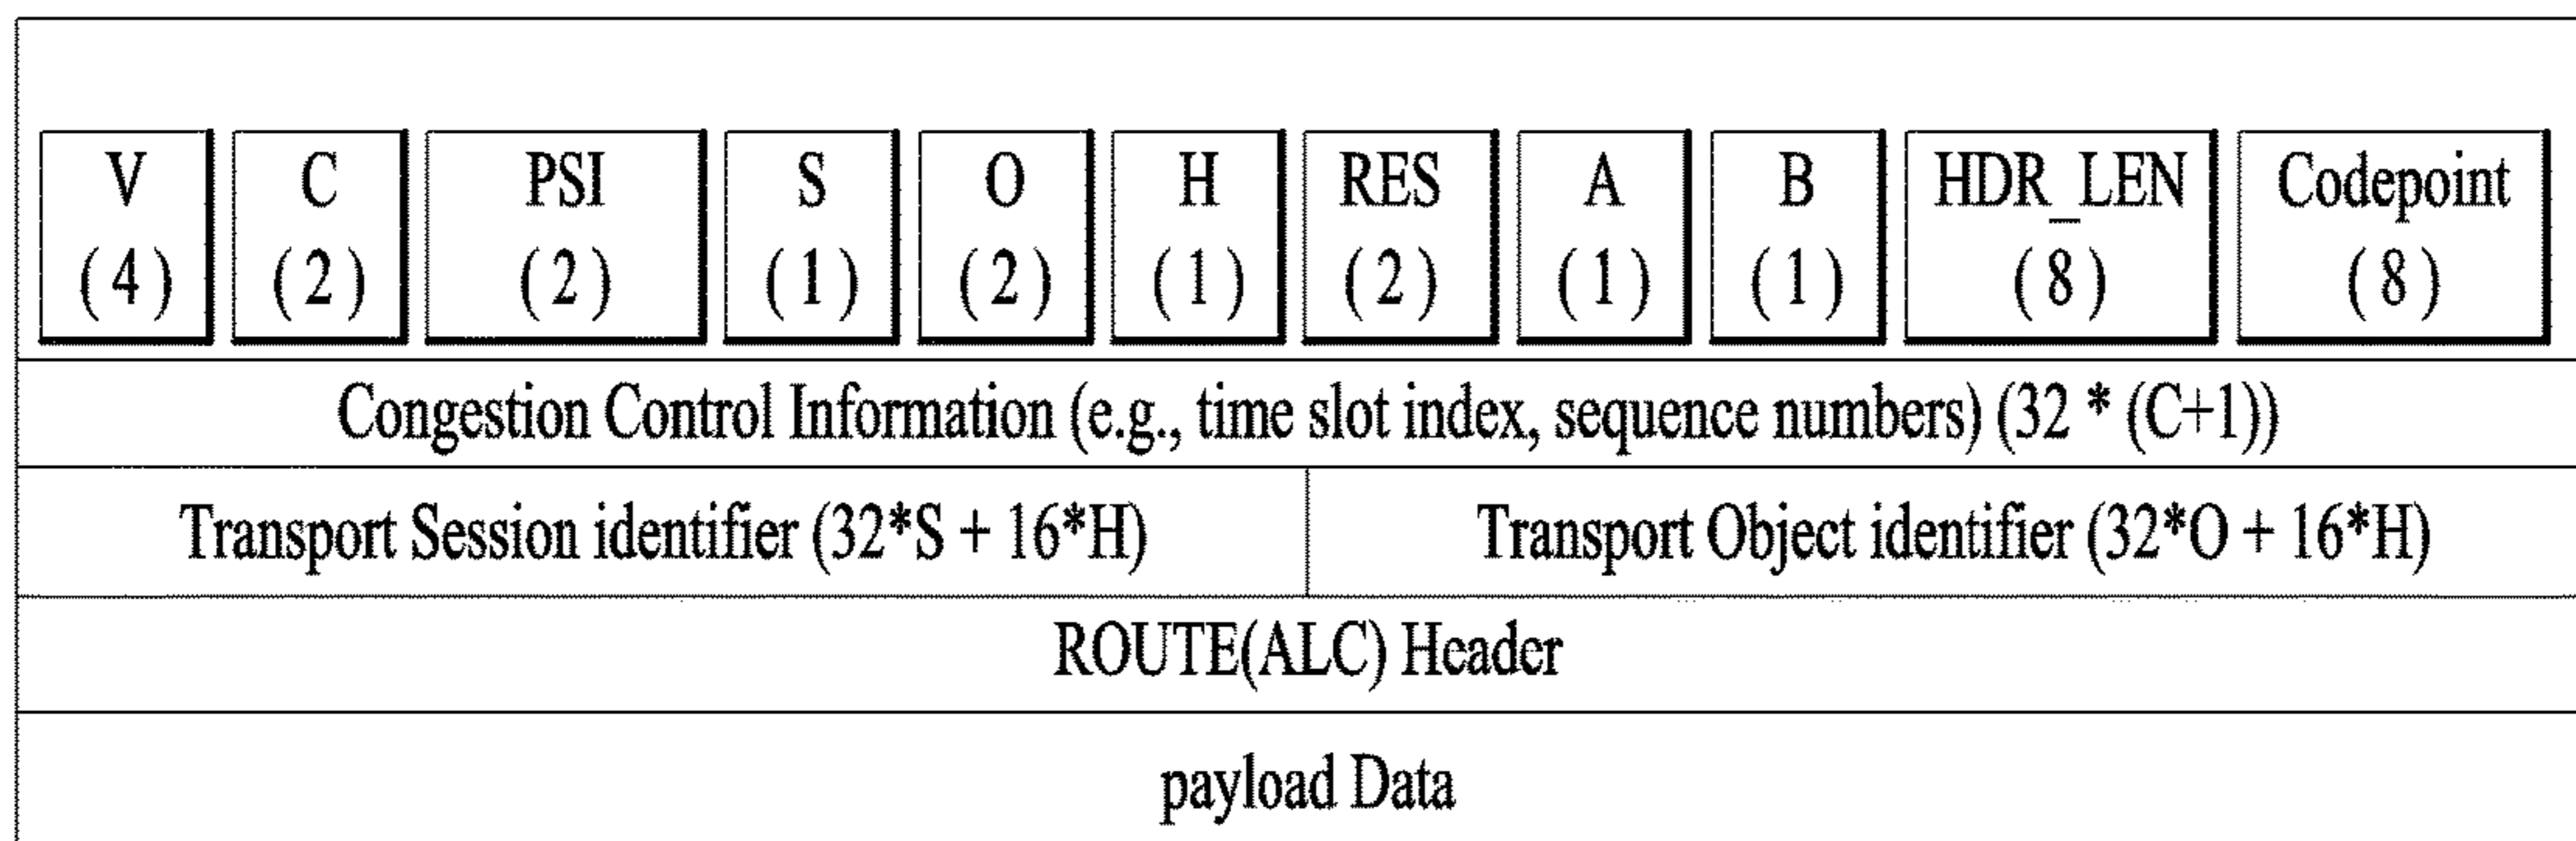 V C PSI S O H RES A B HDR_LEN Codepoint
( 4 ) ( 2 ) ( 2 ) ( 1 ) ( 2 ) ( 1 ) ( 2 ) ( 1 ) ( 1 ) ( 8 ) ( 8 )
Congestion Control Information (e.g., time slot index, sequence numbers) (32 * (C+1))
Transport Session identifier (32*S + 16*H) Transport Object identifier (32*O + 16*H)
ROUTE(ALC) Header
payload Data